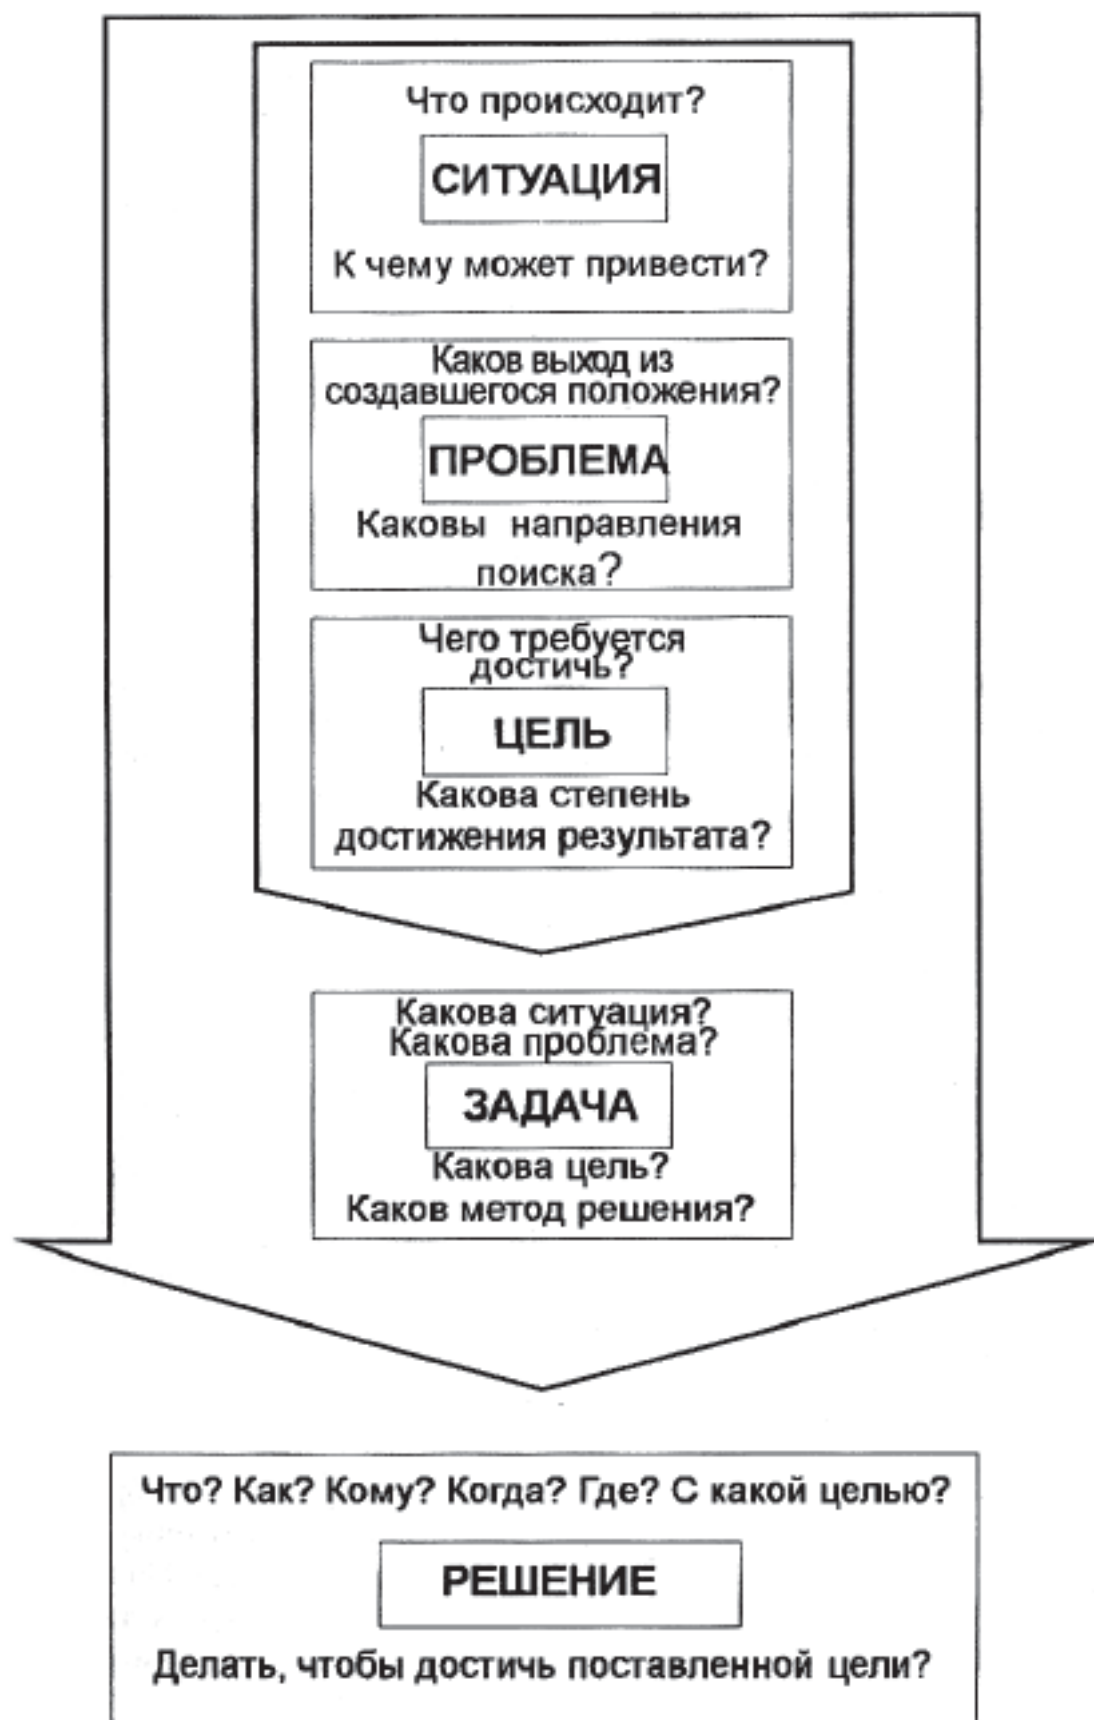 Что происходит?
СИТУАЦИЯ
К чему может привести?
Каков выход из
создавшегося положения?
ПРОБЛЕМА
Каковы направления
поиска?
Чего требуется
достичь?
ЦЕЛЬ
Какова степень
достижения результата?
Какова ситуация?
Какова проблема?
ЗАДАЧА
Какова цель?
Каков метод решения?
Что? Как? Кому? Когда? Где? С какой целью?
РЕШЕНИЕ
Делать, чтобы достичь поставленной цели?